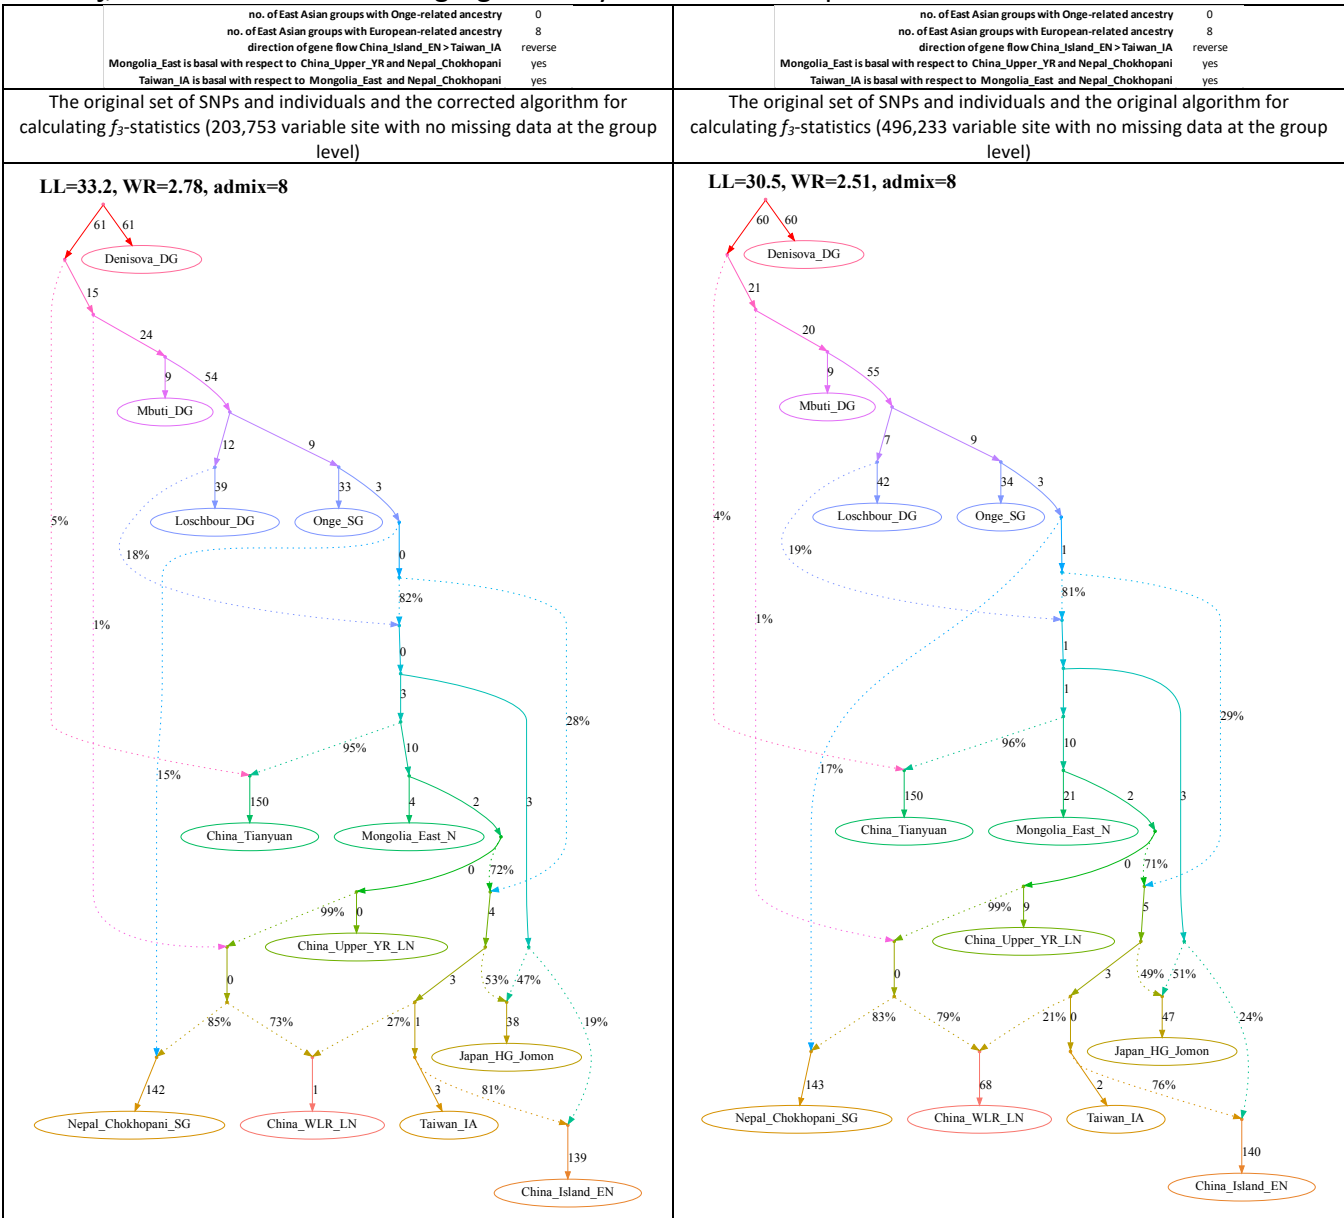 no. of East Asian groups with Onge-related ancestry 0
no. of East Asian groups with European-related ancestry 8
direction of gene flow China_Island_EN > Taiwan_IA reverse
Mongolia_East is basal with respect to China_Upper_YR and Nepal_Chokhopani yes
Taiwan_IA is basal with respect to Mongolia_East and Nepal_Chokhopani yes
no. of East Asian groups with Onge-related ancestry 0
no. of East Asian groups with European-related ancestry 8
direction of gene flow China_Island_EN > Taiwan_IA reverse
Mongolia_East is basal with respect to China_Upper_YR and Nepal_Chokhopani yes
Taiwan_IA is basal with respect to Mongolia_East and Nepal_Chokhopani yes
The original set of SNPs and individuals and the corrected algorithm for
calculating f3-statistics (203,753 variable site with no missing data at the group
level)
The original set of SNPs and individuals and the original algorithm for
calculating f3-statistics (496,233 variable site with no missing data at the group
level)
LL=33.2, WR=2.78, admix=8
61 61
Denisova_DG
15
24
9 54
Mbuti_DG
12 9
39 33 3
Loschbour_DG Onge_SG
5%
18% 0
82%
1%
0
3
28%
95% 10
15%
150 4 2 3
China_Tianyuan Mongolia_East_N
0 72%
99% 0 4
China_Upper_YR_LN
0 3 53% 47%
85% 73% 27% 1 38 19%
Japan_HG_Jomon
142 1 3 81%
Nepal_Chokhopani_SG China_WLR_LN Taiwan_IA
139
China_Island_EN
LL=30.5, WR=2.51, admix=8
60 60
Denisova_DG
21
20
9 55
Mbuti_DG
7 9
42 34 3
Loschbour_DG Onge_SG
4%
19% 1
81%
1%
1
1
29%
96% 10
17%
150 21 2 3
China_Tianyuan Mongolia_East_N
0 71%
99% 9 5
China_Upper_YR_LN
0 3 49% 51%
83% 79% 21% 0 47 24%
Japan_HG_Jomon
143 68 2 76%
Nepal_Chokhopani_SG China_WLR_LN Taiwan_IA
140
China_Island_EN